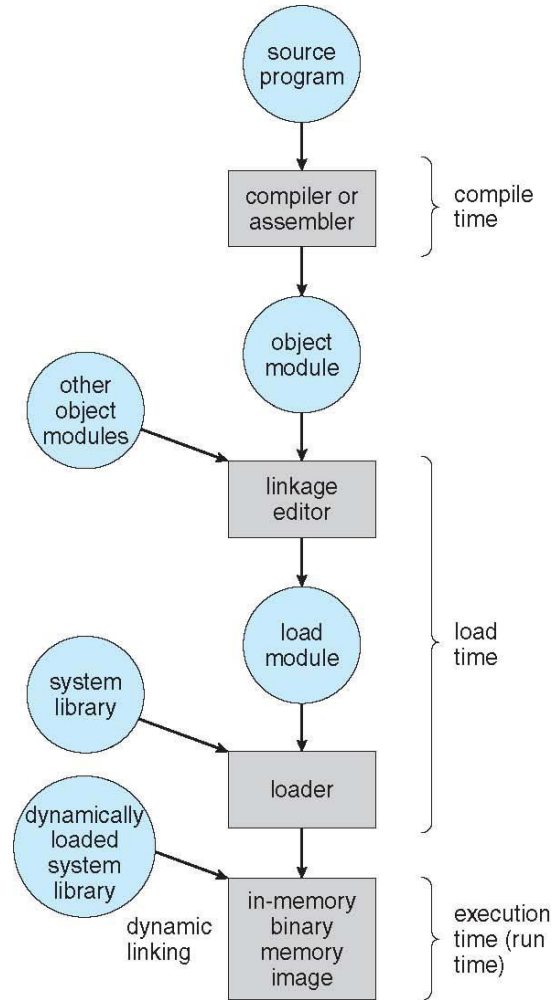 source
program
compiler or
assembler
compile
time
object
module
other
object
modules
linkage
editor
load
module
load
time
system
library
loader
dynamically
loaded
system
library
dynamic
linking
in-memory
binary
memory
image
execution
time (run
time)